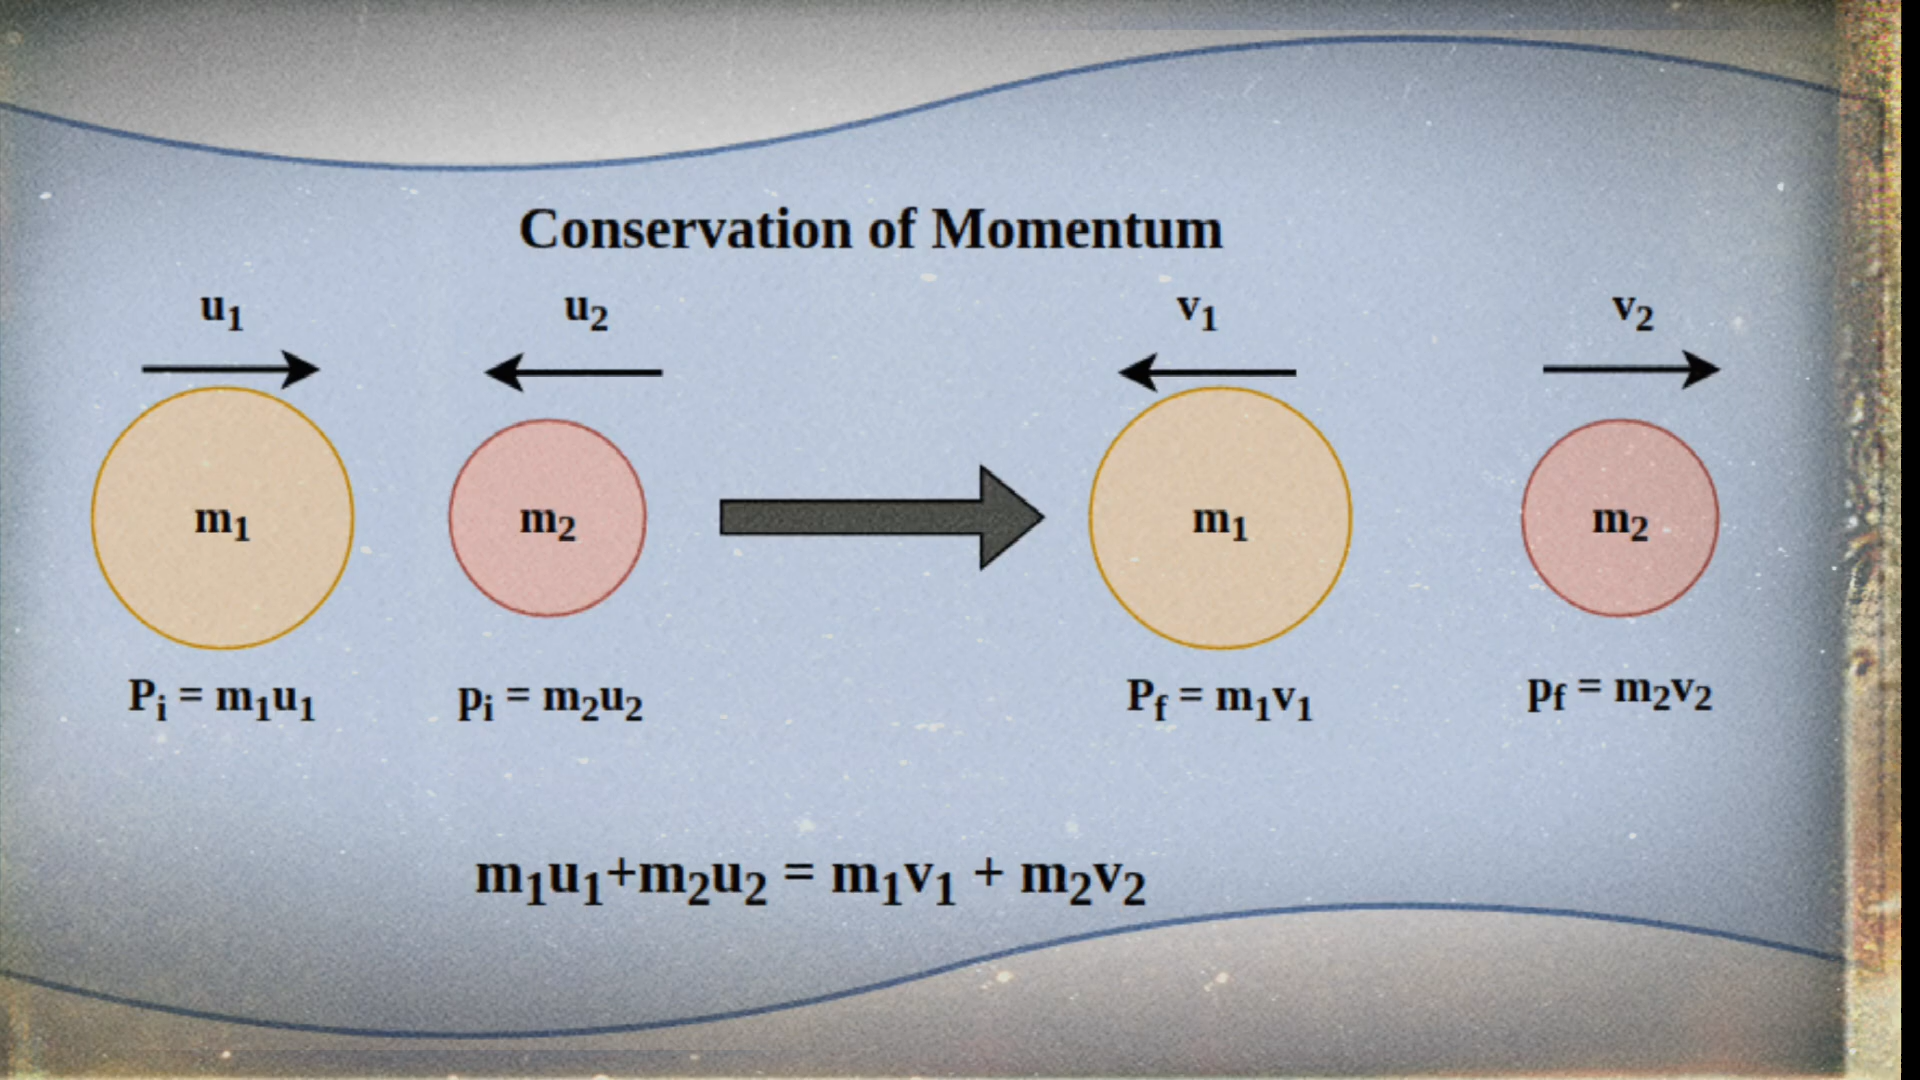 Conservation of Momentum
u₁ u₂ v₁ v₂
m₁ m₂ m₁ m₂
Pᵢ = m₁u₁ pᵢ = m₂u₂ P_f = m₁v₁ p_f = m₂v₂
m₁u₁+m₂u₂ = m₁v₁ + m₂v₂